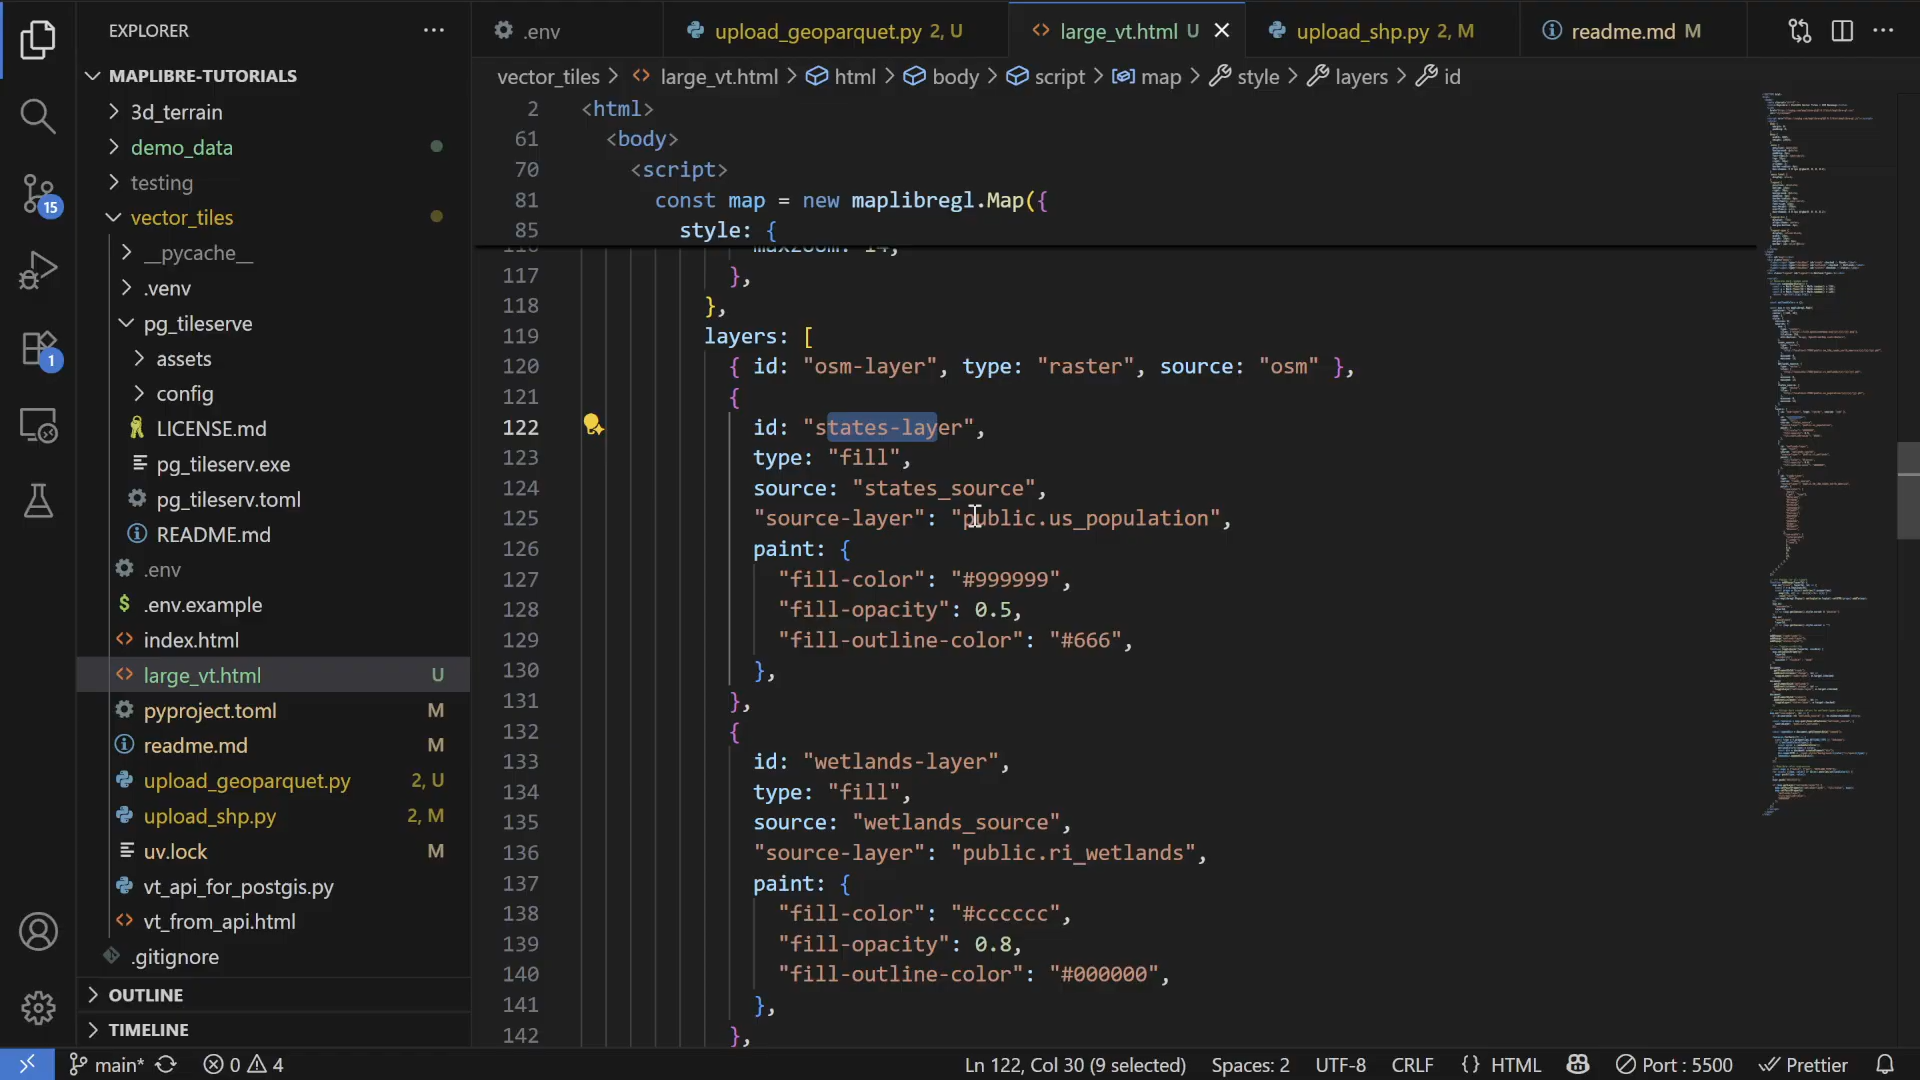 EXPLORER
···
MAPLIBRE-TUTORIALS
3d_terrain
demo_data
testing
vector_tiles
__pycache__
.venv
pg_tileserve
assets
config
LICENSE.md
pg_tileserv.exe
pg_tileserv.toml
README.md
.env
.env.example
index.html
large_vt.html U
pyproject.toml M
readme.md M
upload_geoparquet.py 2, U
upload_shp.py 2, M
uv.lock M
vt_api_for_postgis.py
vt_from_api.html
.gitignore
OUTLINE
TIMELINE
15
1
.env
upload_geoparquet.py 2, U
large_vt.html U
upload_shp.py 2, M
readme.md M
vector_tiles > large_vt.html > html > body > script > map > style > layers > id
2 <html>
61 <body>
70 <script>
81 const map = new maplibregl.Map({
85 style: {
116 maxzoom: 14,
117 },
118 },
119 layers: [
120 { id: "osm-layer", type: "raster", source: "osm" },
121 {
122 id: "states-layer",
123 type: "fill",
124 source: "states_source",
125 "source-layer": "public.us_population",
126 paint: {
127 "fill-color": "#999999",
128 "fill-opacity": 0.5,
129 "fill-outline-color": "#666",
130 },
131 },
132 {
133 id: "wetlands-layer",
134 type: "fill",
135 source: "wetlands_source",
136 "source-layer": "public.ri_wetlands",
137 paint: {
138 "fill-color": "#cccccc",
139 "fill-opacity": 0.8,
140 "fill-outline-color": "#000000",
141 },
142 },
main* 0 4 Ln 122, Col 30 (9 selected) Spaces: 2 UTF-8 CRLF {} HTML Port : 5500 Prettier